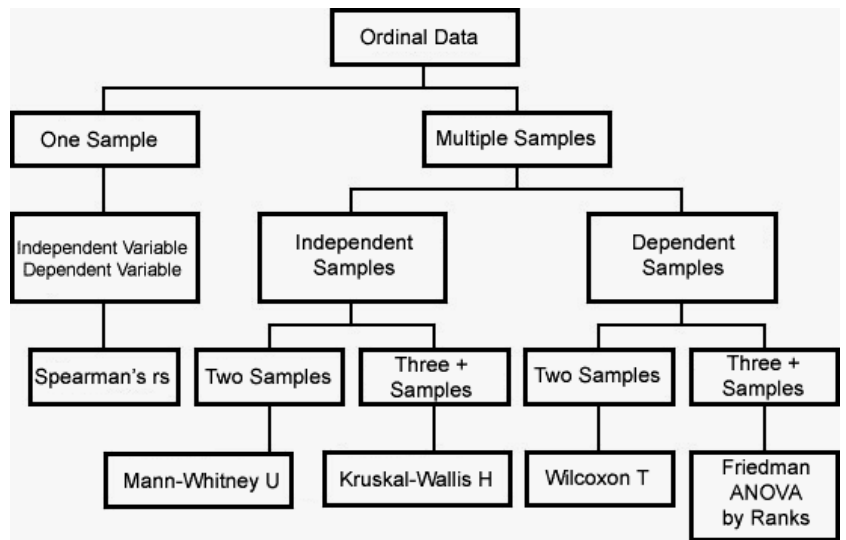 Ordinal Data
One Sample
Multiple Samples
Independent Variable
Dependent Variable
Independent
Samples
Dependent
Samples
Spearman's rs
Two Samples
Three +
Samples
Two Samples
Three +
Samples
Mann-Whitney U
Kruskal-Wallis H
Wilcoxon T
Friedman
ANOVA
by Ranks